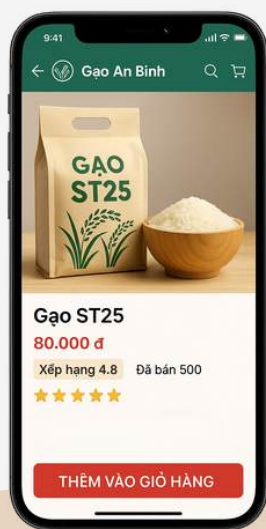 9:41
Gạo An Bình
GẠO
ST25
Gạo ST25
80.000 đ
Xếp hạng 4.8 Đã bán 500
THÊM VÀO GIỎ HÀNG